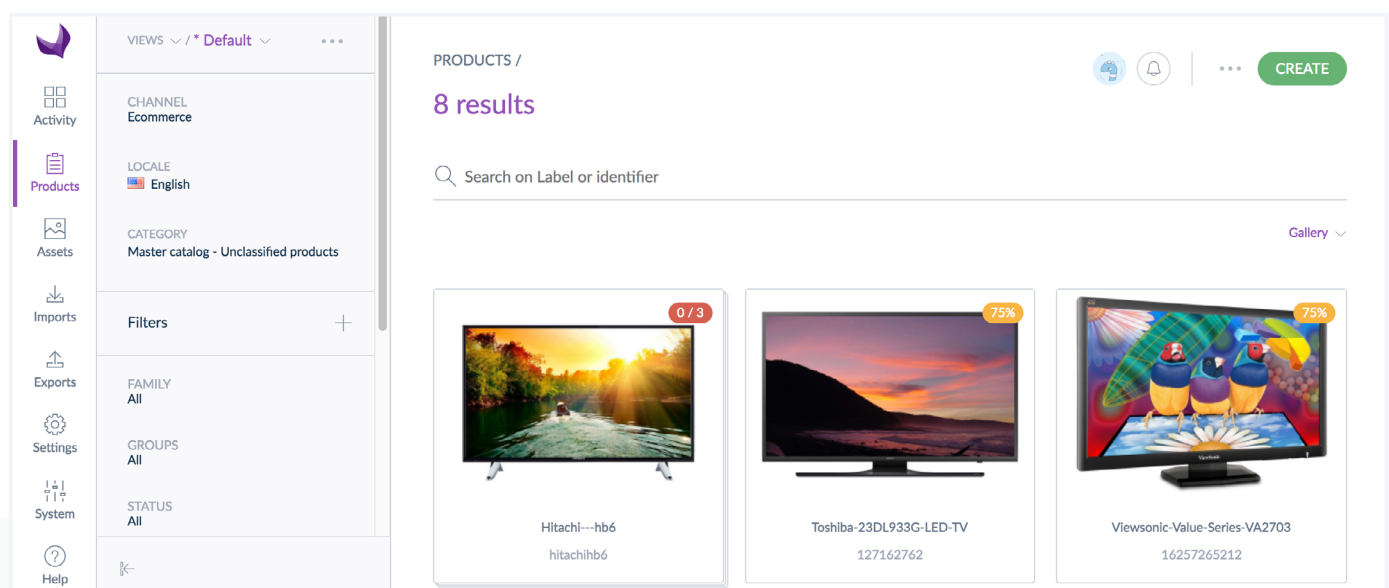 Activity
Products
Assets
Imports
Exports
Settings
System
Help
VIEWS / * Default
CHANNEL
Ecommerce
LOCALE
English
CATEGORY
Master catalog - Unclassified products
Filters
FAMILY
All
GROUPS
All
STATUS
All
PRODUCTS /
CREATE
8 results
Search on Label or identifier
Gallery
0 / 3
Hitachi---hb6
hitachihb6
75%
Toshiba-23DL933G-LED-TV
127162762
75%
ViewSonic
Viewsonic-Value-Series-VA2703
16257265212